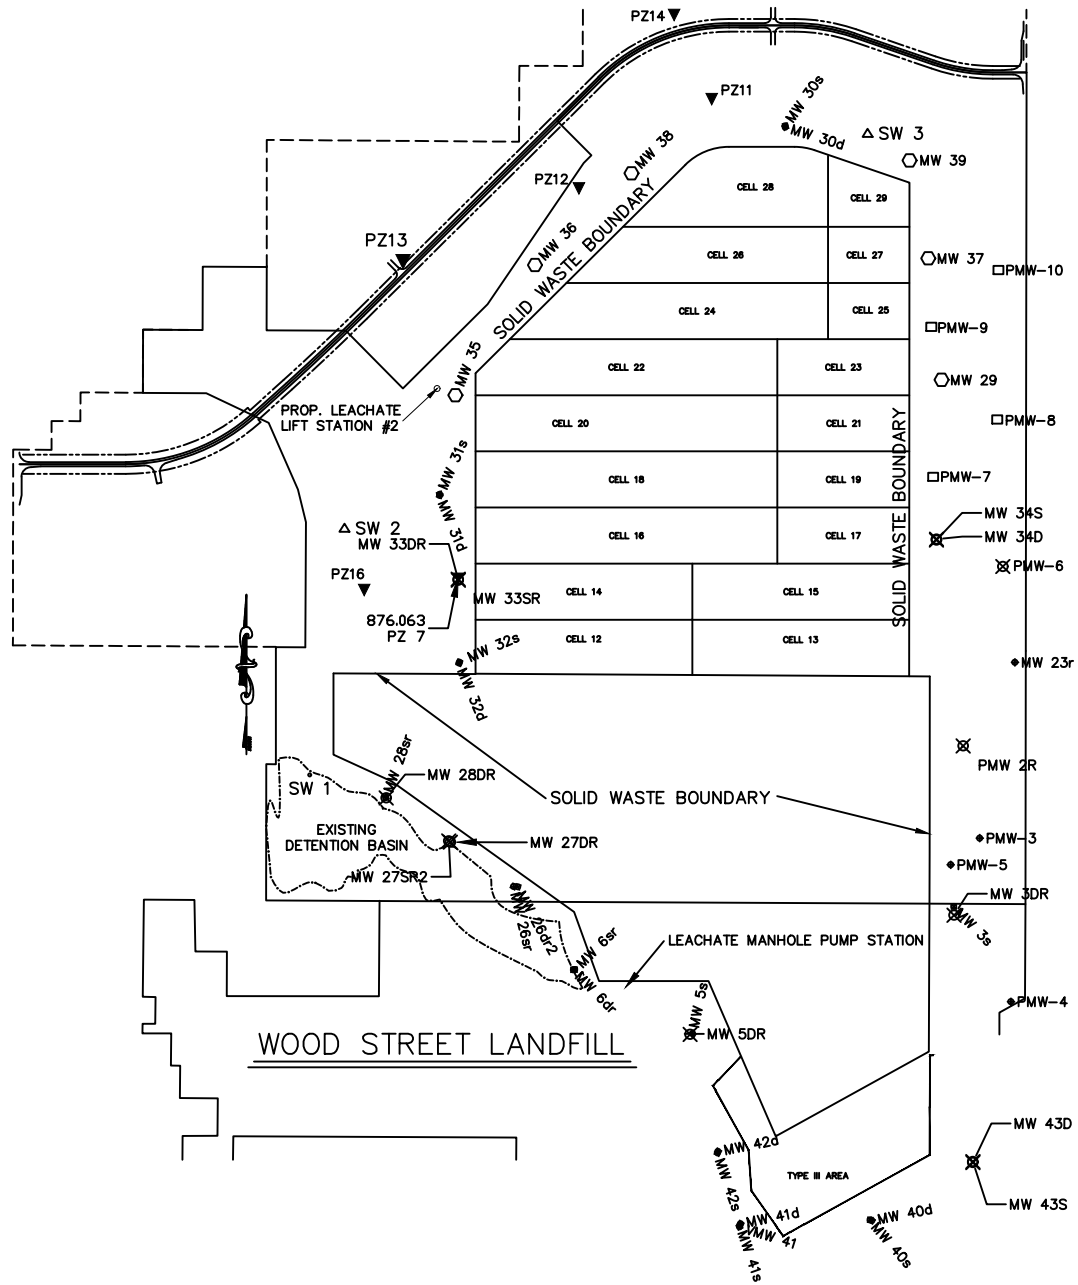 PZ14
PZ11
MW 30s
MW 30d
SW 3
MW 38
MW 39
PZ12
CELL 28
CELL 29
SOLID WASTE BOUNDARY
PZ13
MW 36
CELL 26
CELL 27
MW 37
PMW-10
CELL 24
CELL 25
PMW-9
MW 35
CELL 22
CELL 23
MW 29
PROP. LEACHATE
LIFT STATION #2
CELL 20
CELL 21
PMW-8
SOLID WASTE BOUNDARY
MW 31s
MW 31d
CELL 18
CELL 19
PMW-7
SW 2
MW 33DR
CELL 16
CELL 17
MW 34S
MW 34D
PZ16
MW 33SR
CELL 14
CELL 15
PMW-6
876.063
PZ 7
CELL 12
CELL 13
MW 32s
MW 32d
MW 23r
MW 28sr
MW 28DR
PMW 2R
SW 1
SOLID WASTE BOUNDARY
EXISTING
DETENTION BASIN
MW 27DR
PMW-3
MW 27SR2
PMW-5
MW 3DR
MW 3s
MW 26dr2
MW 26sr
MW 6sr
MW 6dr
LEACHATE MANHOLE PUMP STATION
MW 5s
MW 5DR
PMW-4
WOOD STREET LANDFILL
MW 43D
MW 42d
MW 42s
TYPE III AREA
MW 43S
MW 41d
MW 41
MW 41s
MW 40d
MW 40s